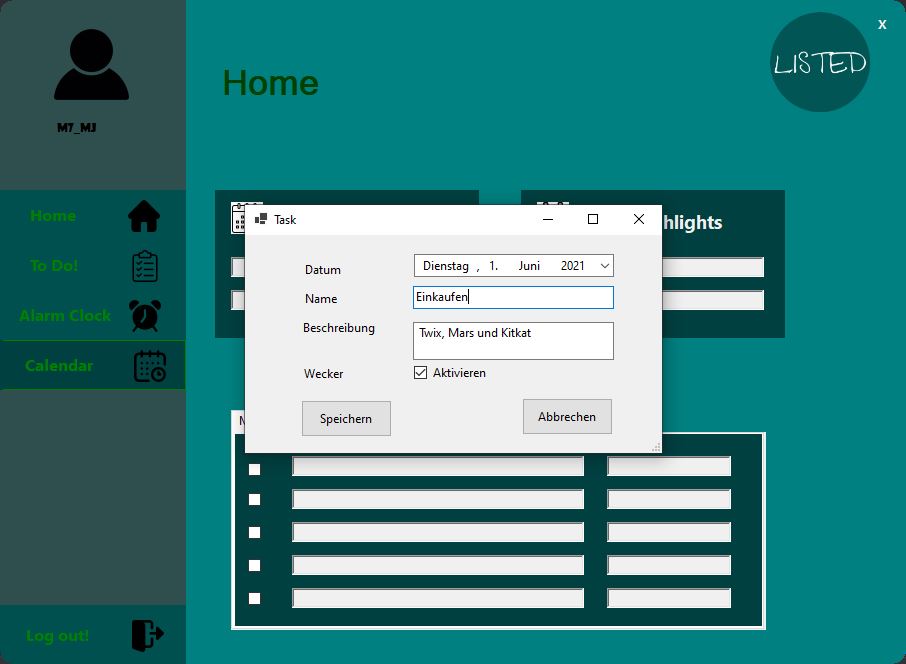 LISTED
X
Home
M7_MJ
Home
To Do!
Alarm Clock
Calendar
Log out!
hlights
Task
Datum
Dienstag , 1. Juni 2021
Name
Einkaufen
Beschreibung
Twix, Mars und Kitkat
Wecker
Aktivieren
Speichern
Abbrechen